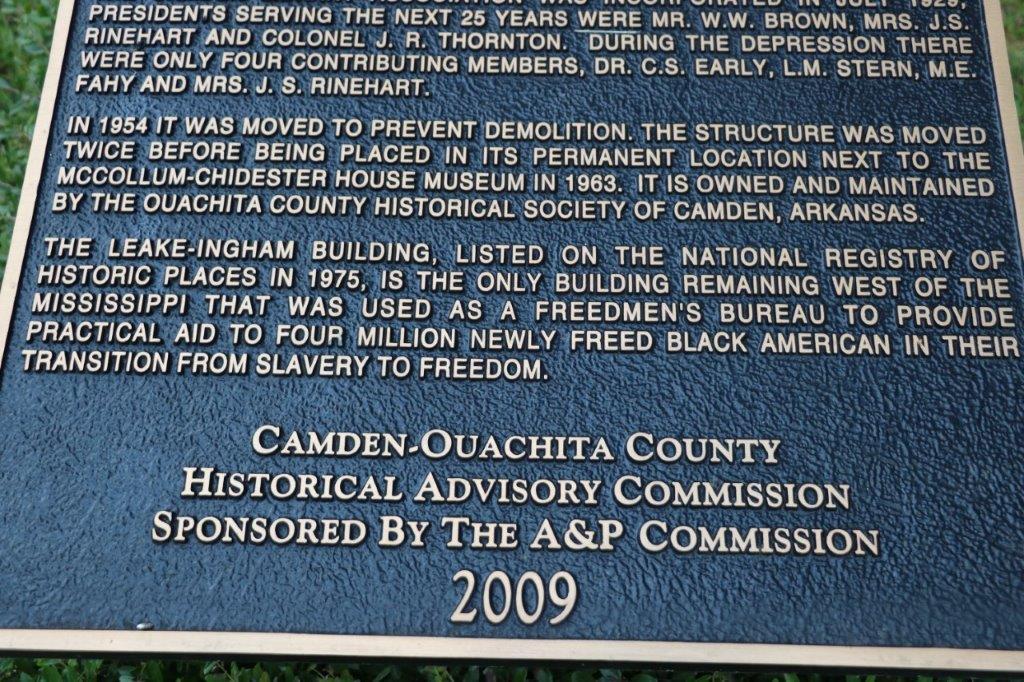 ASSOCIATION WAS INCORPORATED IN JULY 1929,
PRESIDENTS SERVING THE NEXT 25 YEARS WERE MR. W.W. BROWN, MRS. J.S.
RINEHART AND COLONEL J. R. THORNTON. DURING THE DEPRESSION THERE
WERE ONLY FOUR CONTRIBUTING MEMBERS, DR. C.S. EARLY, L.M. STERN, M.E.
FAHY AND MRS. J. S. RINEHART.
IN 1954 IT WAS MOVED TO PREVENT DEMOLITION. THE STRUCTURE WAS MOVED
TWICE BEFORE BEING PLACED IN ITS PERMANENT LOCATION NEXT TO THE
MCCOLLUM-CHIDESTER HOUSE MUSEUM IN 1963. IT IS OWNED AND MAINTAINED
BY THE OUACHITA COUNTY HISTORICAL SOCIETY OF CAMDEN, ARKANSAS.
THE LEAKE-INGHAM BUILDING, LISTED ON THE NATIONAL REGISTRY OF
HISTORIC PLACES IN 1975, IS THE ONLY BUILDING REMAINING WEST OF THE
MISSISSIPPI THAT WAS USED AS A FREEDMEN'S BUREAU TO PROVIDE
PRACTICAL AID TO FOUR MILLION NEWLY FREED BLACK AMERICAN IN THEIR
TRANSITION FROM SLAVERY TO FREEDOM.
CAMDEN-OUACHITA COUNTY
HISTORICAL ADVISORY COMMISSION
SPONSORED BY THE A&P COMMISSION
2009